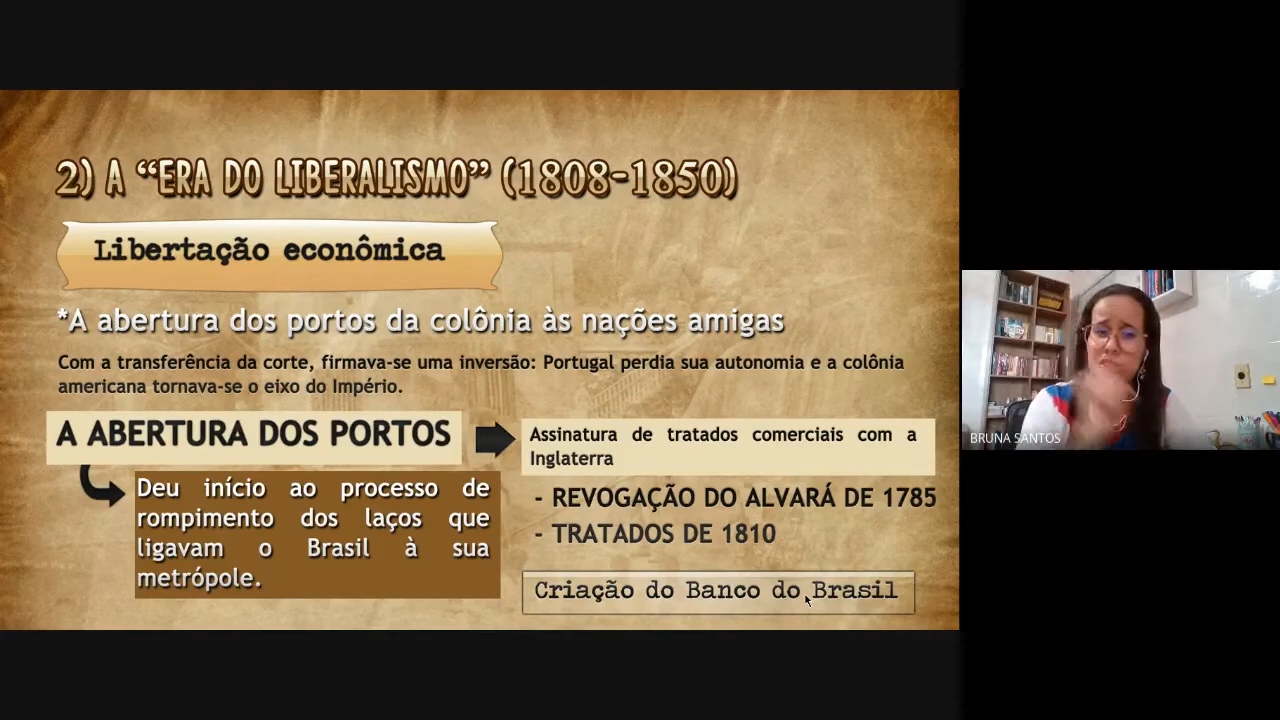 2) A “ERA DO LIBERALISMO” (1808-1850)
Libertação econômica
*A abertura dos portos da colônia às nações amigas
Com a transferência da corte, firmava-se uma inversão: Portugal perdia sua autonomia e a colônia
americana tornava-se o eixo do Império.
A ABERTURA DOS PORTOS
Deu início ao processo de
rompimento dos laços que
ligavam o Brasil à sua
metrópole.
Assinatura de tratados comerciais com a
Inglaterra
- REVOGAÇÃO DO ALVARÁ DE 1785
- TRATADOS DE 1810
Criação do Banco do Brasil
BRUNA SANTOS